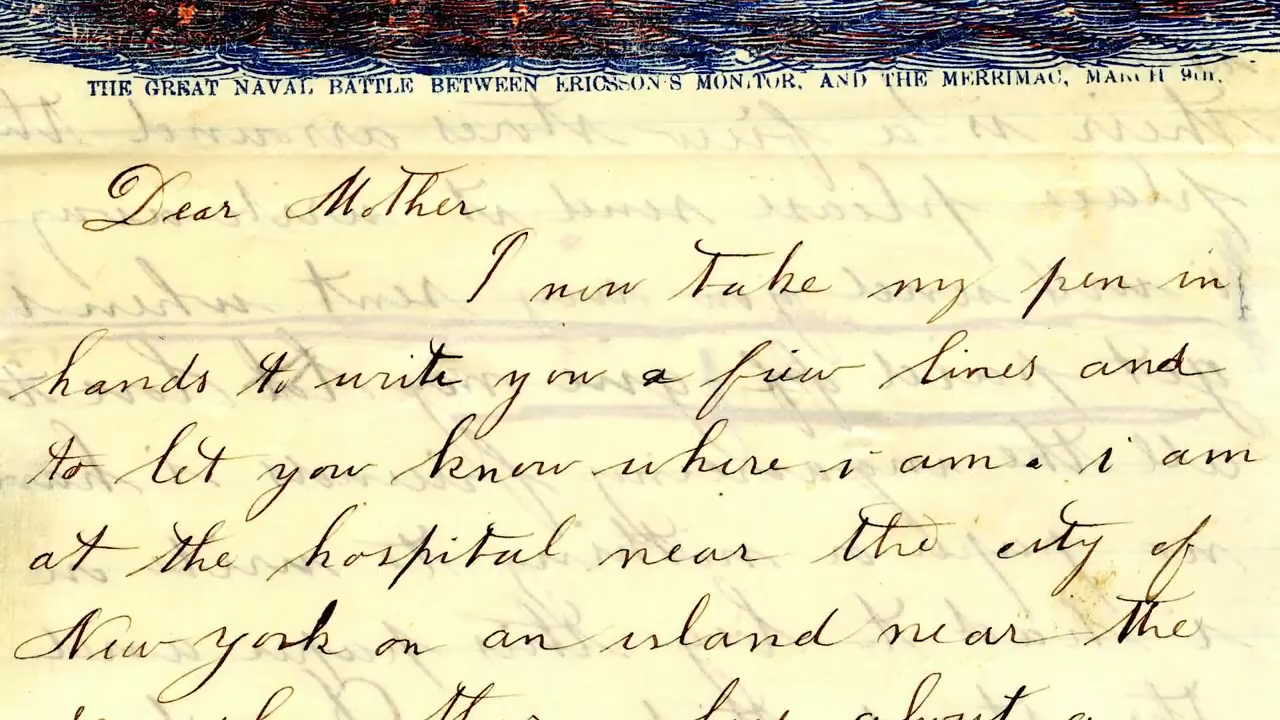 THE GREAT NAVAL BATTLE BETWEEN ERICSSON'S MONITOR, AND THE MERRIMAC, MARCH 9TH,
Dear Mother
I now take my pen in
hands to write you a fiew lines and
to let you know where i am. i am
at the hospital near the city of
New york on an island near the
about a